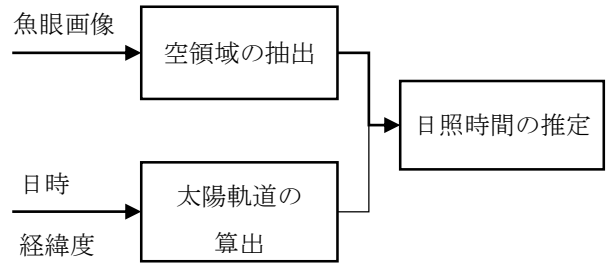 魚眼画像
空領域の抽出
日照時間の推定
日時
経緯度
太陽軌道の
算出